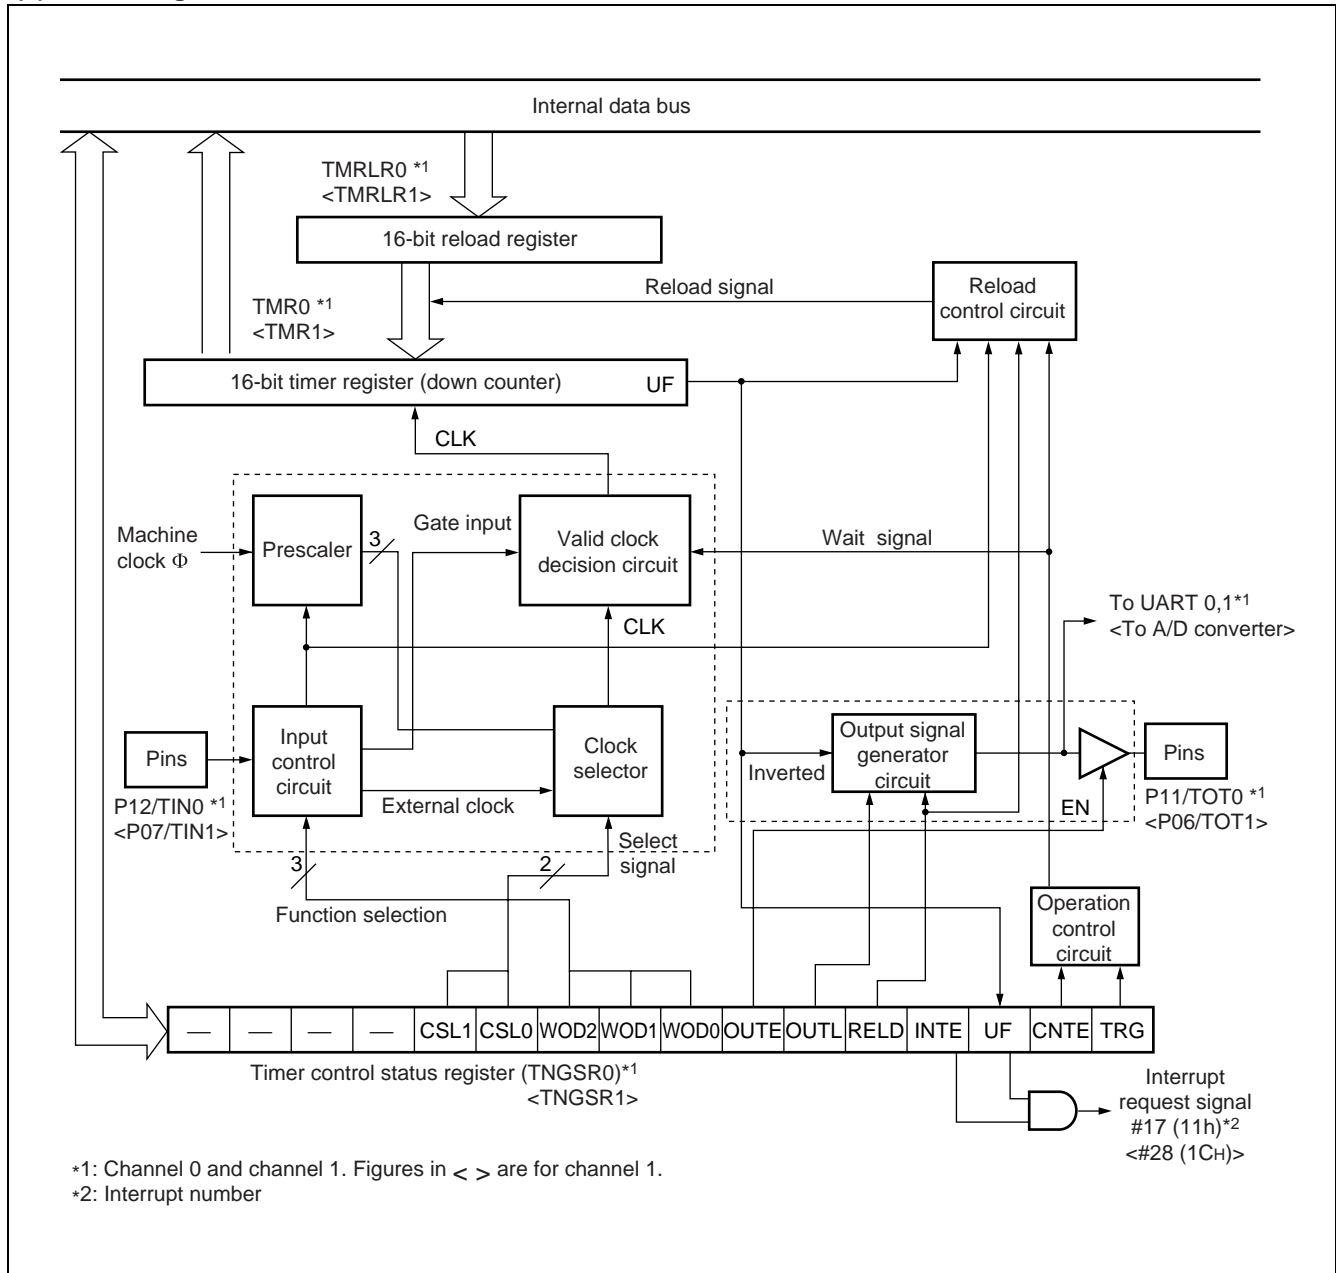 Internal data bus
TMRLR0 *1
<TMRLR1>
16-bit reload register
Reload signal
Reload
control circuit
TMR0 *1
<TMR1>
16-bit timer register (down counter) UF
CLK
Machine
clock Φ
Prescaler
3
Gate input
Valid clock
decision circuit
Wait signal
CLK
To UART 0,1*1
<To A/D converter>
Pins
P12/TIN0 *1
<P07/TIN1>
Input
control
circuit
External clock
Clock
selector
Inverted
Output signal
generator
circuit
EN
Pins
P11/TOT0 *1
<P06/TOT1>
3
Function selection
2
Select
signal
Operation
control
circuit
— — — — CSL1 CSL0 WOD2 WOD1 WOD0 OUTE OUTL RELD INTE UF CNTE TRG
Timer control status register (TNGSR0)*1
<TNGSR1>
Interrupt
request signal
#17 (11h)*2
<#28 (1CH)>
*1: Channel 0 and channel 1. Figures in < > are for channel 1.
*2: Interrupt number